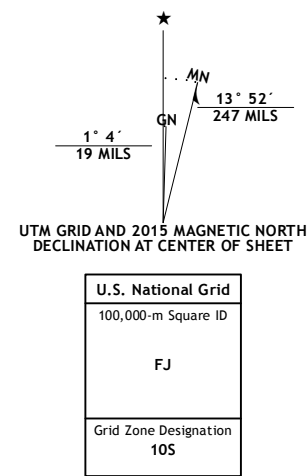 ★
MN
GN
13° 52´
247 MILS
1° 4´
19 MILS
UTM GRID AND 2015 MAGNETIC NORTH
DECLINATION AT CENTER OF SHEET
U.S. National Grid
100,000-m Square ID
FJ
Grid Zone Designation
10S